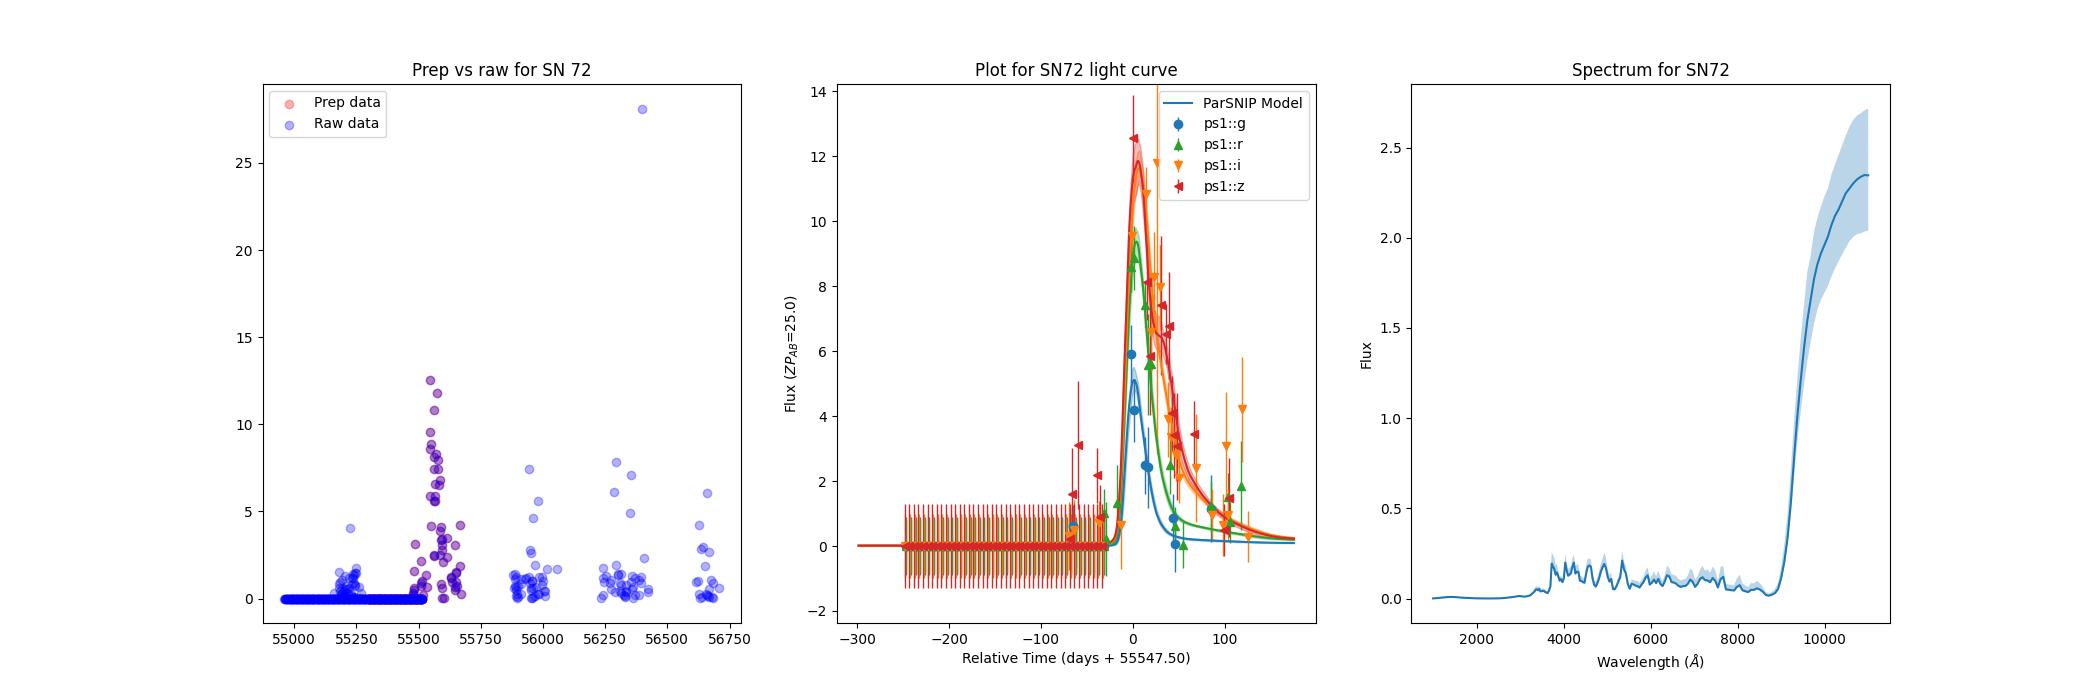 Prep vs raw for SN 72
Prep data
Raw data
25
20
15
10
5
0
55000
55250
55500
55750
56000
56250
56500
56750
Plot for SN72 light curve
ParSNIP Model
ps1::g
ps1::r
ps1::i
ps1::z
Flux (ZP_AB=25.0)
14
12
10
8
6
4
2
0
−2
−300
−200
−100
0
100
Relative Time (days + 55547.50)
Spectrum for SN72
Flux
2.5
2.0
1.5
1.0
0.5
0.0
2000
4000
6000
8000
10000
Wavelength (Å)